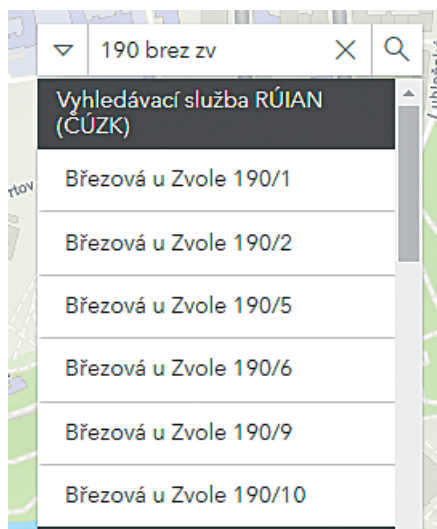 190 brez zv
Vyhledávací služba RÚIAN
(ČÚZK)
Březová u Zvole 190/1
Březová u Zvole 190/2
Březová u Zvole 190/5
Březová u Zvole 190/6
Březová u Zvole 190/9
Březová u Zvole 190/10